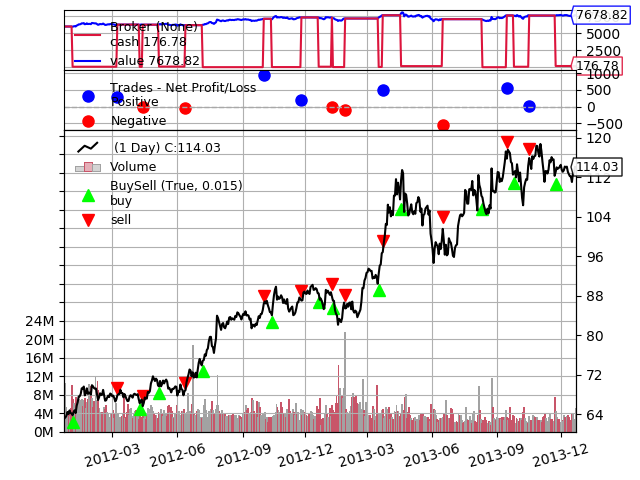 Broker (None)
cash 176.78
value 7678.82
7678.82
5000
2500
176.78
Trades - Net Profit/Loss
Positive
Negative
1000
500
0
−500
(1 Day) C:114.03
Volume
BuySell (True, 0.015)
buy
sell
120
114.03
112
104
96
88
80
72
64
24M
20M
16M
12M
8M
4M
0M
2012-03
2012-06
2012-09
2012-12
2013-03
2013-06
2013-09
2013-12